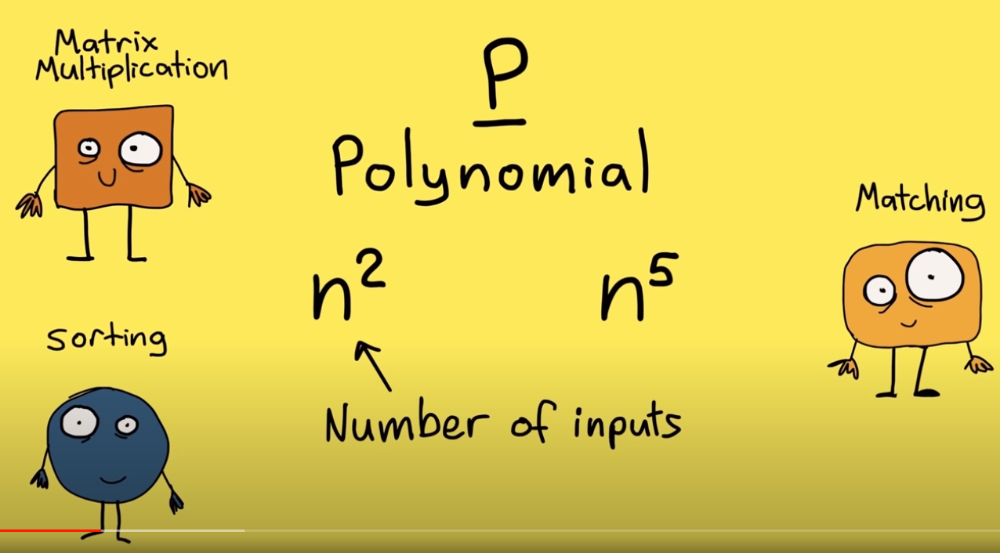 Matrix
Multiplication
P
Polynomial
Matching
n²
n⁵
sorting
Number of inputs